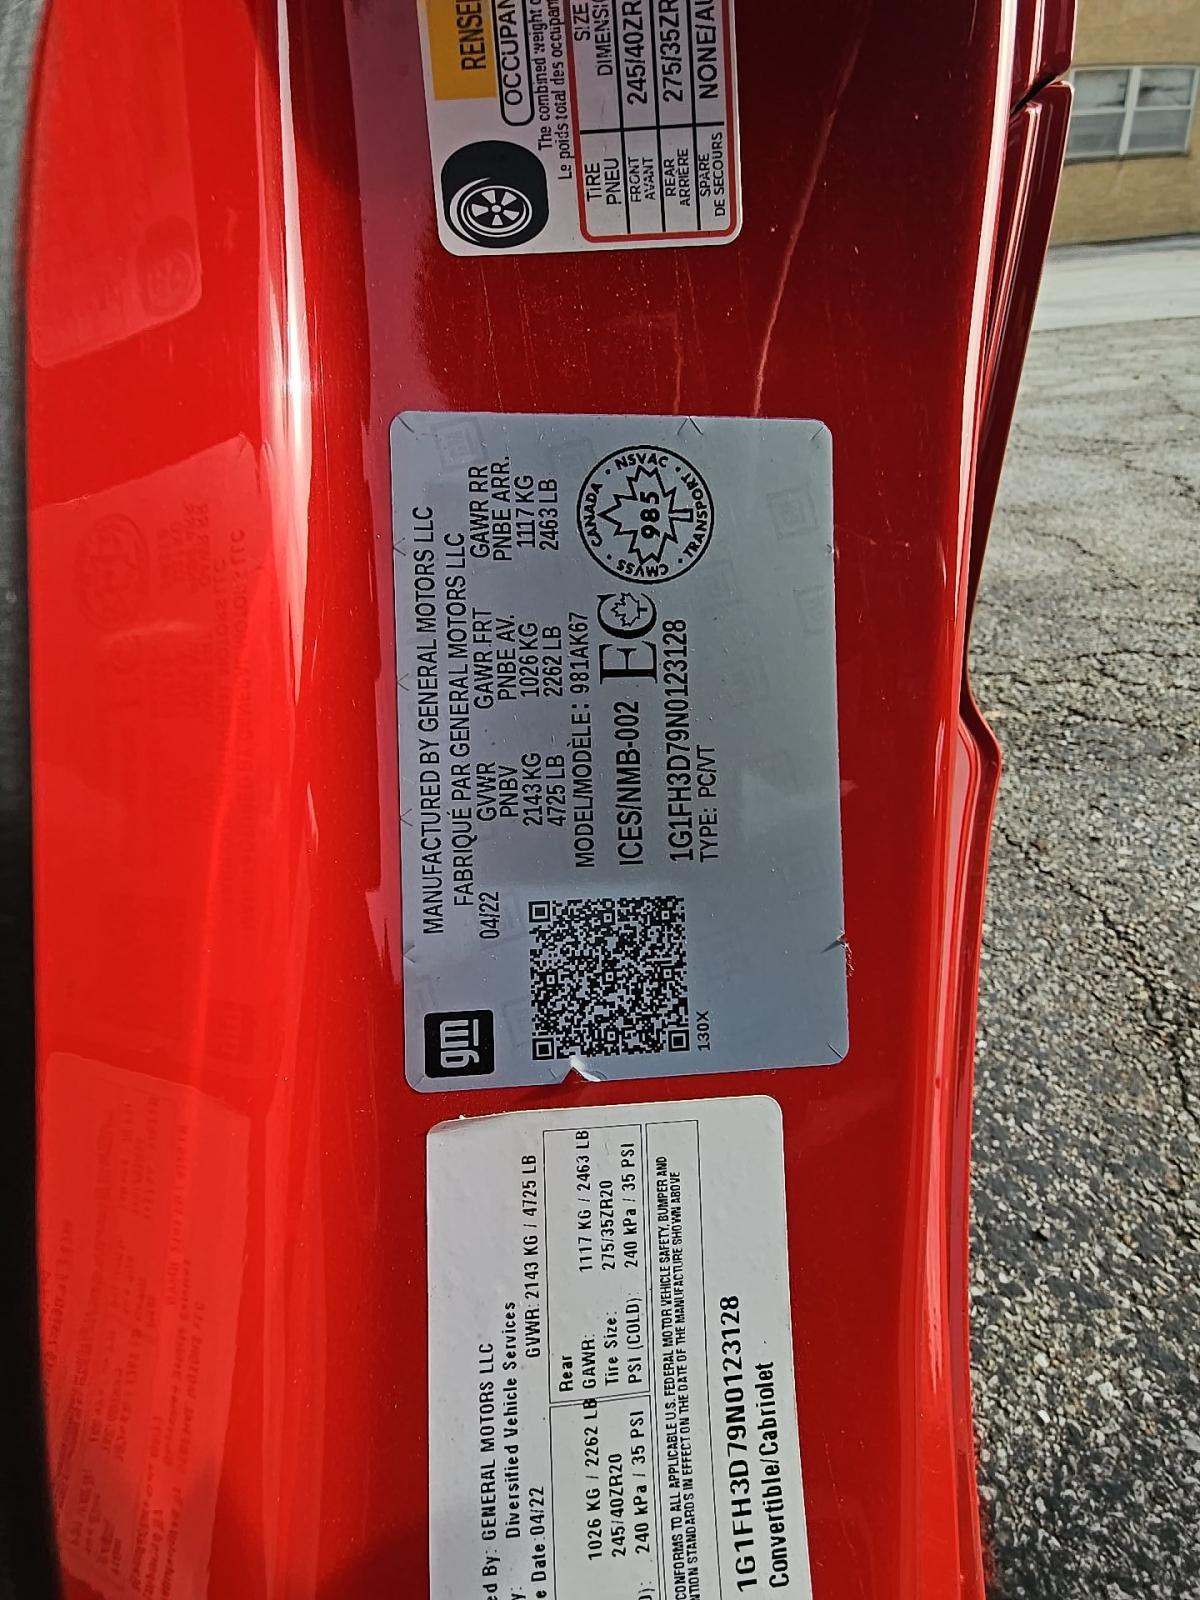 gm
MANUFACTURED BY GENERAL MOTORS LLC
FABRIQUÉ PAR GENERAL MOTORS LLC
04/22 GVWR GAWR FRT GAWR RR
PNBV PNBE AV. PNBE ARR.
2143 KG 1026 KG 1117 KG
4725 LB 2262 LB 2463 LB
MODEL/MODÈLE: 981AK67
ICES/NMB-002 EC
1G1FH3D79N0123128
TYPE: PC/VT
130X
CANADA · NSVAC · TRANSPORT · CMVSS
985
ed By: GENERAL MOTORS LLC
y: Diversified Vehicle Services
e Date: 04/22 GVWR: 2143 KG / 4725 LB
Rear
1026 KG / 2262 LB GAWR: 1117 KG / 2463 LB
245/40ZR20 Tire Size: 275/35ZR20
D): 240 kPa / 35 PSI PSI (COLD): 240 kPa / 35 PSI
CONFORMS TO ALL APPLICABLE U.S. FEDERAL MOTOR VEHICLE SAFETY, BUMPER AND
NTION STANDARDS IN EFFECT ON THE DATE OF THE MANUFACTURE SHOWN ABOVE
1G1FH3D79N0123128
Convertible/Cabriolet
RENSE
OCCUPAN
The combined weight o
Le poids total des occupan
TIRE SIZE
PNEU DIMENSI
FRONT 245/40ZR
AVANT
REAR 275/35ZR
ARRIÈRE
SPARE NONE/AU
DE SECOURS